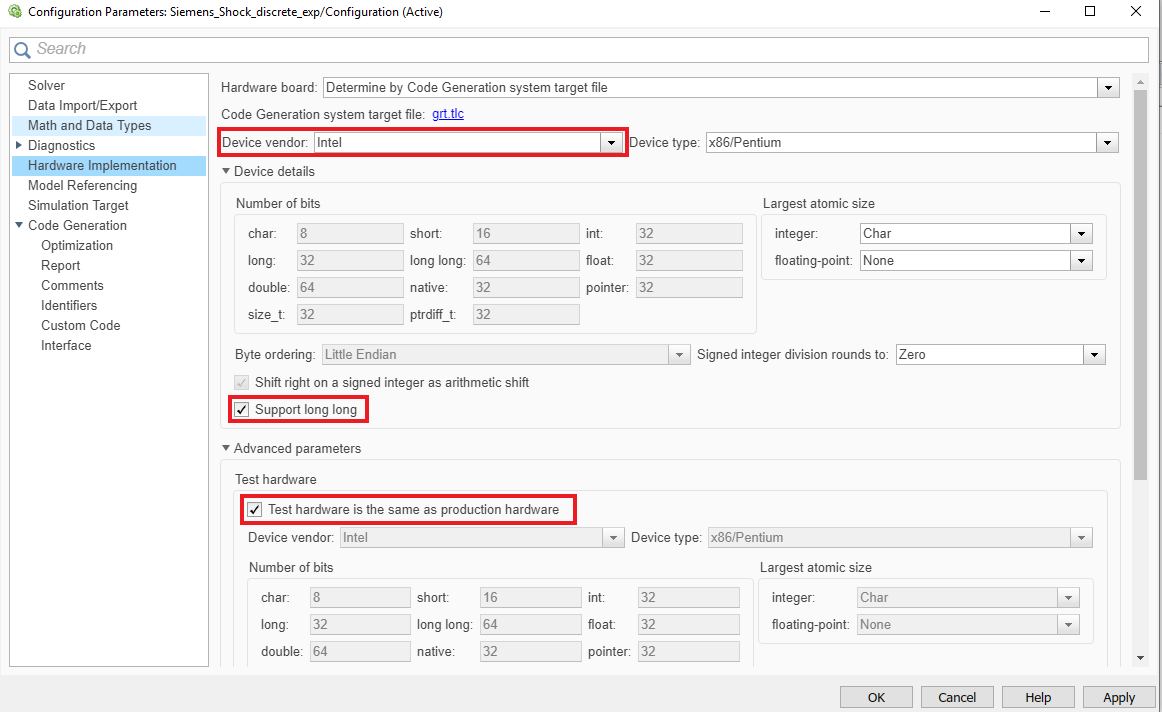 Configuration Parameters: Siemens_Shock_discrete_exp/Configuration (Active)
Search
Solver
Data Import/Export
Math and Data Types
Diagnostics
Hardware Implementation
Model Referencing
Simulation Target
Code Generation
Optimization
Report
Comments
Identifiers
Custom Code
Interface
Hardware board: Determine by Code Generation system target file
Code Generation system target file: grt.tlc
Device vendor: Intel Device type: x86/Pentium
Device details
Number of bits Largest atomic size
char: 8 short: 16 int: 32 integer: Char
long: 32 long long: 64 float: 32 floating-point: None
double: 64 native: 32 pointer: 32
size_t: 32 ptrdiff_t: 32
Byte ordering: Little Endian Signed integer division rounds to: Zero
Shift right on a signed integer as arithmetic shift
Support long long
Advanced parameters
Test hardware
Test hardware is the same as production hardware
Device vendor: Intel Device type: x86/Pentium
Number of bits Largest atomic size
char: 8 short: 16 int: 32 integer: Char
long: 32 long long: 64 float: 32 floating-point: None
double: 64 native: 32 pointer: 32
OK Cancel Help Apply